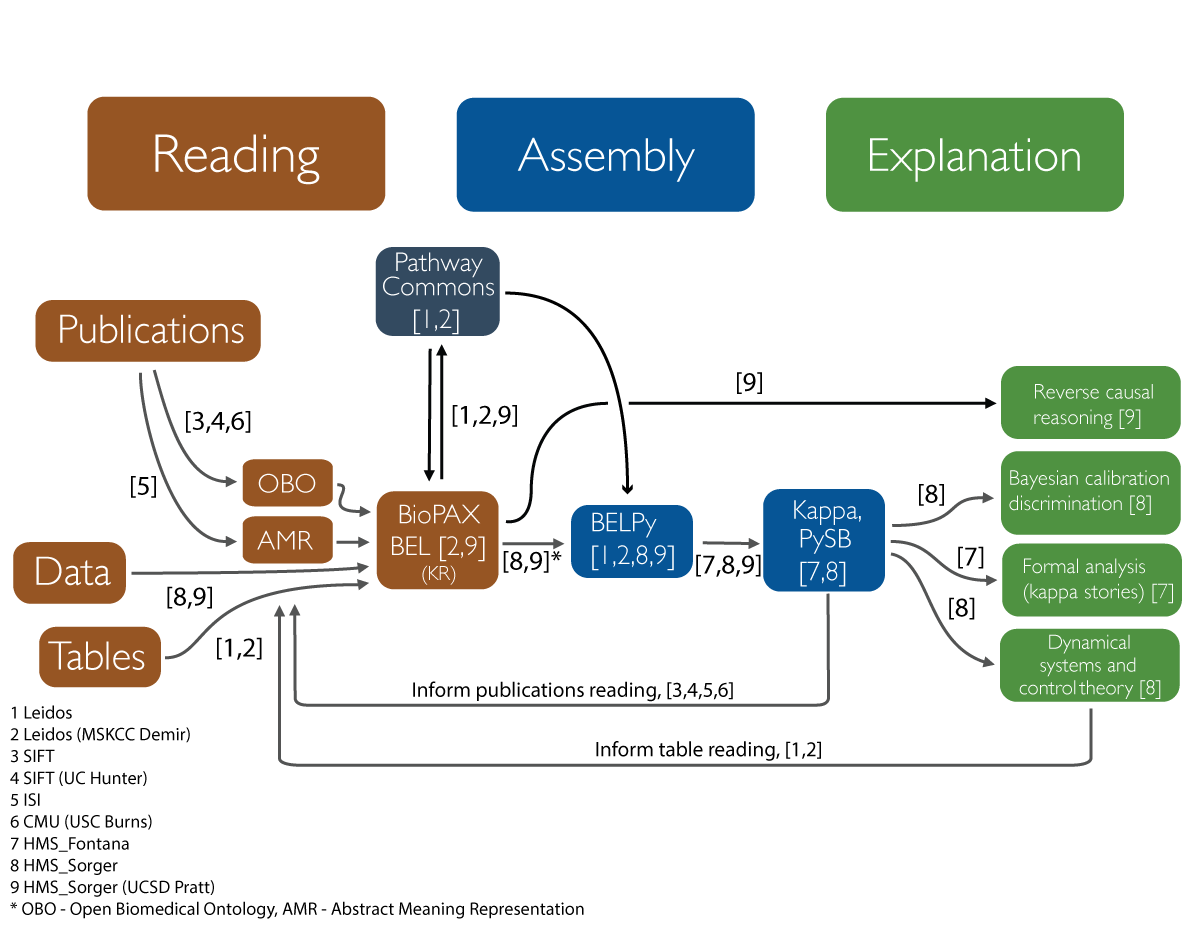 Reading
Assembly
Explanation
Pathway
Commons
[1,2]
Publications
[3,4,6]
[5]
[1,2,9]
[9]
Reverse causal
reasoning [9]
OBO
AMR
BioPAX
BEL [2,9]
(KR)
[8,9]*
BELPy
[1,2,8,9]
[7,8,9]
Kappa,
PySB
[7,8]
[8]
Bayesian calibration
discrimination [8]
[7]
Formal analysis
(kappa stories) [7]
[8]
Dynamical
systems and
control theory [8]
Data
[8,9]
Tables
[1,2]
Inform publications reading, [3,4,5,6]
Inform table reading, [1,2]
1 Leidos
2 Leidos (MSKCC Demir)
3 SIFT
4 SIFT (UC Hunter)
5 ISI
6 CMU (USC Burns)
7 HMS_Fontana
8 HMS_Sorger
9 HMS_Sorger (UCSD Pratt)
* OBO - Open Biomedical Ontology, AMR - Abstract Meaning Representation